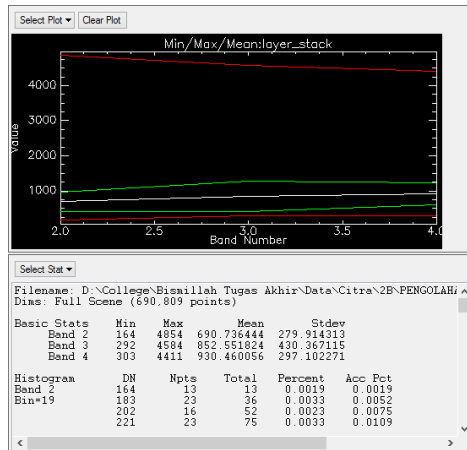 Select Plot Clear Plot
Min/Max/Mean:layer_stack
4000
3000
2000
1000
Value
2.0 2.5 3.0 3.5 4.0
Band Number
Select Stat
Filename: D:\College\Bismillah Tugas Akhir\Data\Citra\2B\PENGOLAHA
Dims: Full Scene (690,809 points)
Basic Stats Min Max Mean Stdev
Band 2 164 4854 690.736444 279.914313
Band 3 292 4584 852.551824 430.367115
Band 4 303 4411 930.460056 297.102271
Histogram DN Npts Total Percent Acc Pct
Band 2 164 13 13 0.0019 0.0019
Bin=19 183 23 36 0.0033 0.0052
202 16 52 0.0023 0.0075
221 23 75 0.0033 0.0109